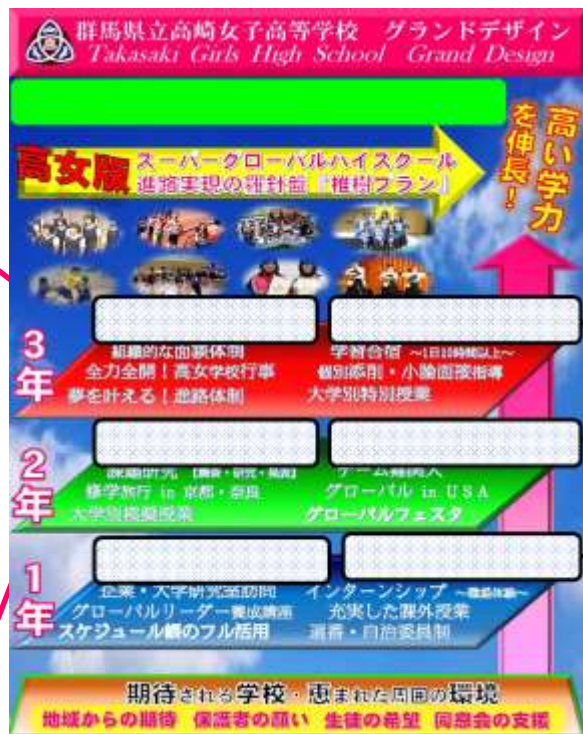 群馬県立高崎女子高等学校 グランドデザイン
Takasaki Girls High School Grand Design
高い学力
を伸長!
高女版 スーパーグローバルハイスクール
進路実現の羅針盤『椎樹プラン』
3年
組織的な面談体制 学習合宿 ～1日10時間以上～
全力全開!高女学校行事 個別添削・小論面接指導
夢を叶える!進路体制 大学別特別授業
2年
課題研究 チーム難関大
修学旅行 in 京都・奈良 グローバル in USA
大学別模擬授業 グローバルフェスタ
1年
企業・大学研究室訪問 インターンシップ ～職業体験～
グローバルリーダー養成講座 充実した課外授業
スケジュール帳のフル活用 選書・自治委員制
期待される学校・恵まれた周囲の環境
地域からの期待 保護者の願い 生徒の希望 同窓会の支援